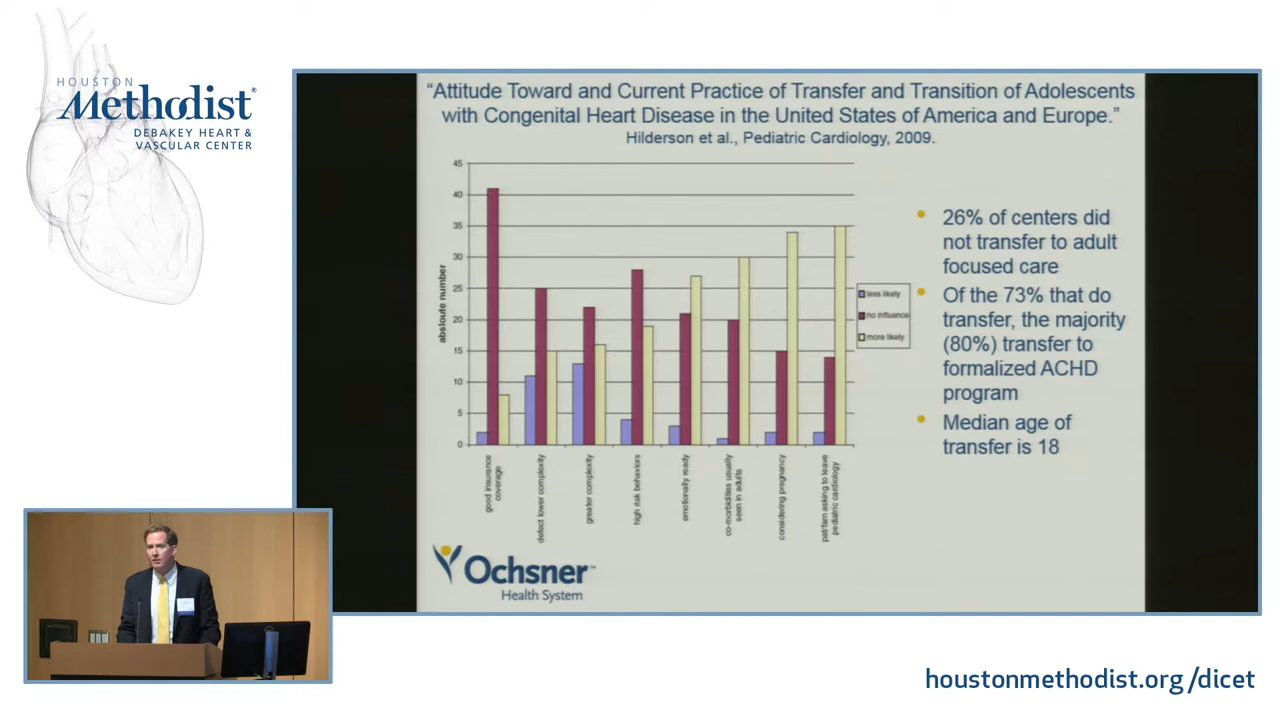 HOUSTON
Methodist®
DEBAKEY HEART &
VASCULAR CENTER
“Attitude Toward and Current Practice of Transfer and Transition of Adolescents
with Congenital Heart Disease in the United States of America and Europe.”
Hilderson et al., Pediatric Cardiology, 2009.
45
40
35
30
25
20
15
10
5
0
absloute number
good insurance
coverage
defect lower complexity
greater complexity
high risk behaviors
emotionally ready
co-morbidities usually
seen in adults
considering pregnancy
pat/fam asking to leave
pediatric cardiology
less likely
no influence
more likely
26% of centers did
not transfer to adult
focused care
Of the 73% that do
transfer, the majority
(80%) transfer to
formalized ACHD
program
Median age of
transfer is 18
Ochsner™
Health System
houstonmethodist.org/dicet